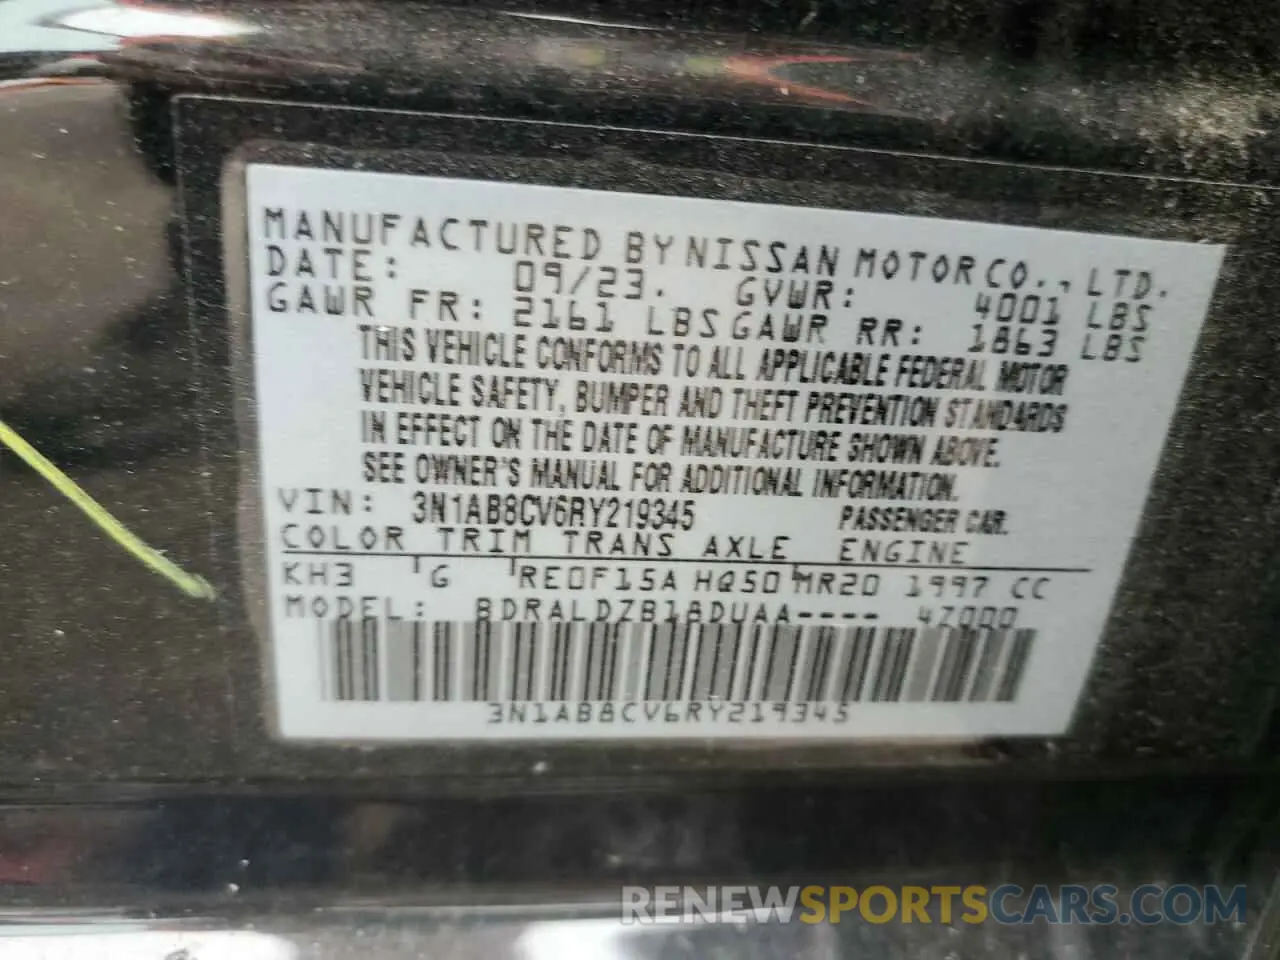 MANUFACTURED BY NISSAN MOTOR CO., LTD.
DATE: 09/23. GVWR: 4001 LBS
GAWR FR: 2161 LBS GAWR RR: 1863 LBS
THIS VEHICLE CONFORMS TO ALL APPLICABLE FEDERAL MOTOR
VEHICLE SAFETY, BUMPER AND THEFT PREVENTION STANDARDS
IN EFFECT ON THE DATE OF MANUFACTURE SHOWN ABOVE.
SEE OWNER'S MANUAL FOR ADDITIONAL INFORMATION.
VIN: 3N1AB8CV6RY219345 PASSENGER CAR.
COLOR TRIM TRANS AXLE ENGINE
KH3 G RE0F15A HQ50 MR20 1997 CC
MODEL: BDRALDZB18DUAA---- 4Z000
3N1AB8CV6RY219345
RENEWSPORTSCARS.COM